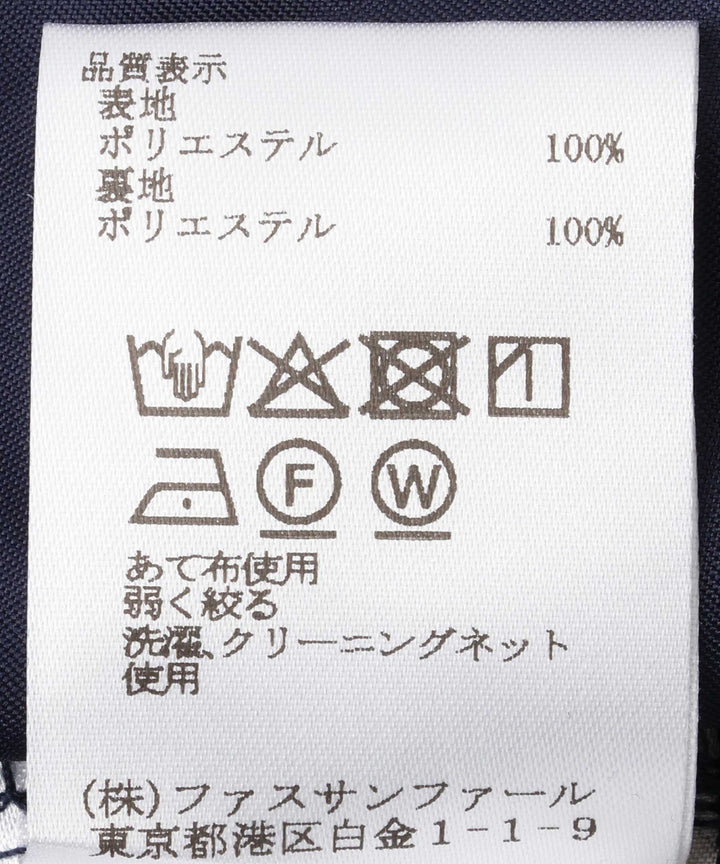 品質表示
表地
ポリエステル 100%
裏地
ポリエステル 100%
F W
あて布使用
弱く絞る
洗濯、クリーニングネット
使用
(株)ファスサンファール
東京都港区白金1-1-9